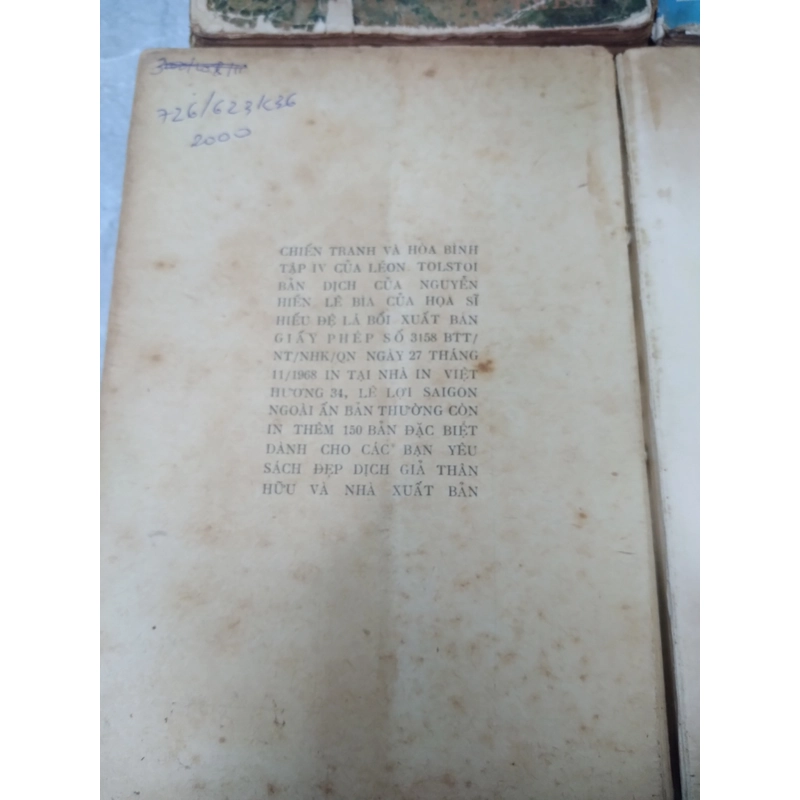 726/623K36
2000
CHIẾN TRANH VÀ HÒA BÌNH
TẬP IV CỦA LÉON TOLSTOI
BẢN DỊCH CỦA NGUYỄN
HIẾN LÊ BÌA CỦA HỌA SĨ
HIẾU ĐỆ LÁ BỐI XUẤT BẢN
GIẤY PHÉP SỐ 3158 BTT/
NT/NHK/QN NGÀY 27 THÁNG
11/1968 IN TẠI NHÀ IN VIỆT
HƯƠNG 34, LÊ LỢI SAIGON
NGOÀI ẤN BẢN THƯỜNG CÒN
IN THÊM 150 BẢN ĐẶC BIỆT
DÀNH CHO CÁC BẠN YÊU
SÁCH ĐẸP DỊCH GIẢ THÂN
HỮU VÀ NHÀ XUẤT BẢN